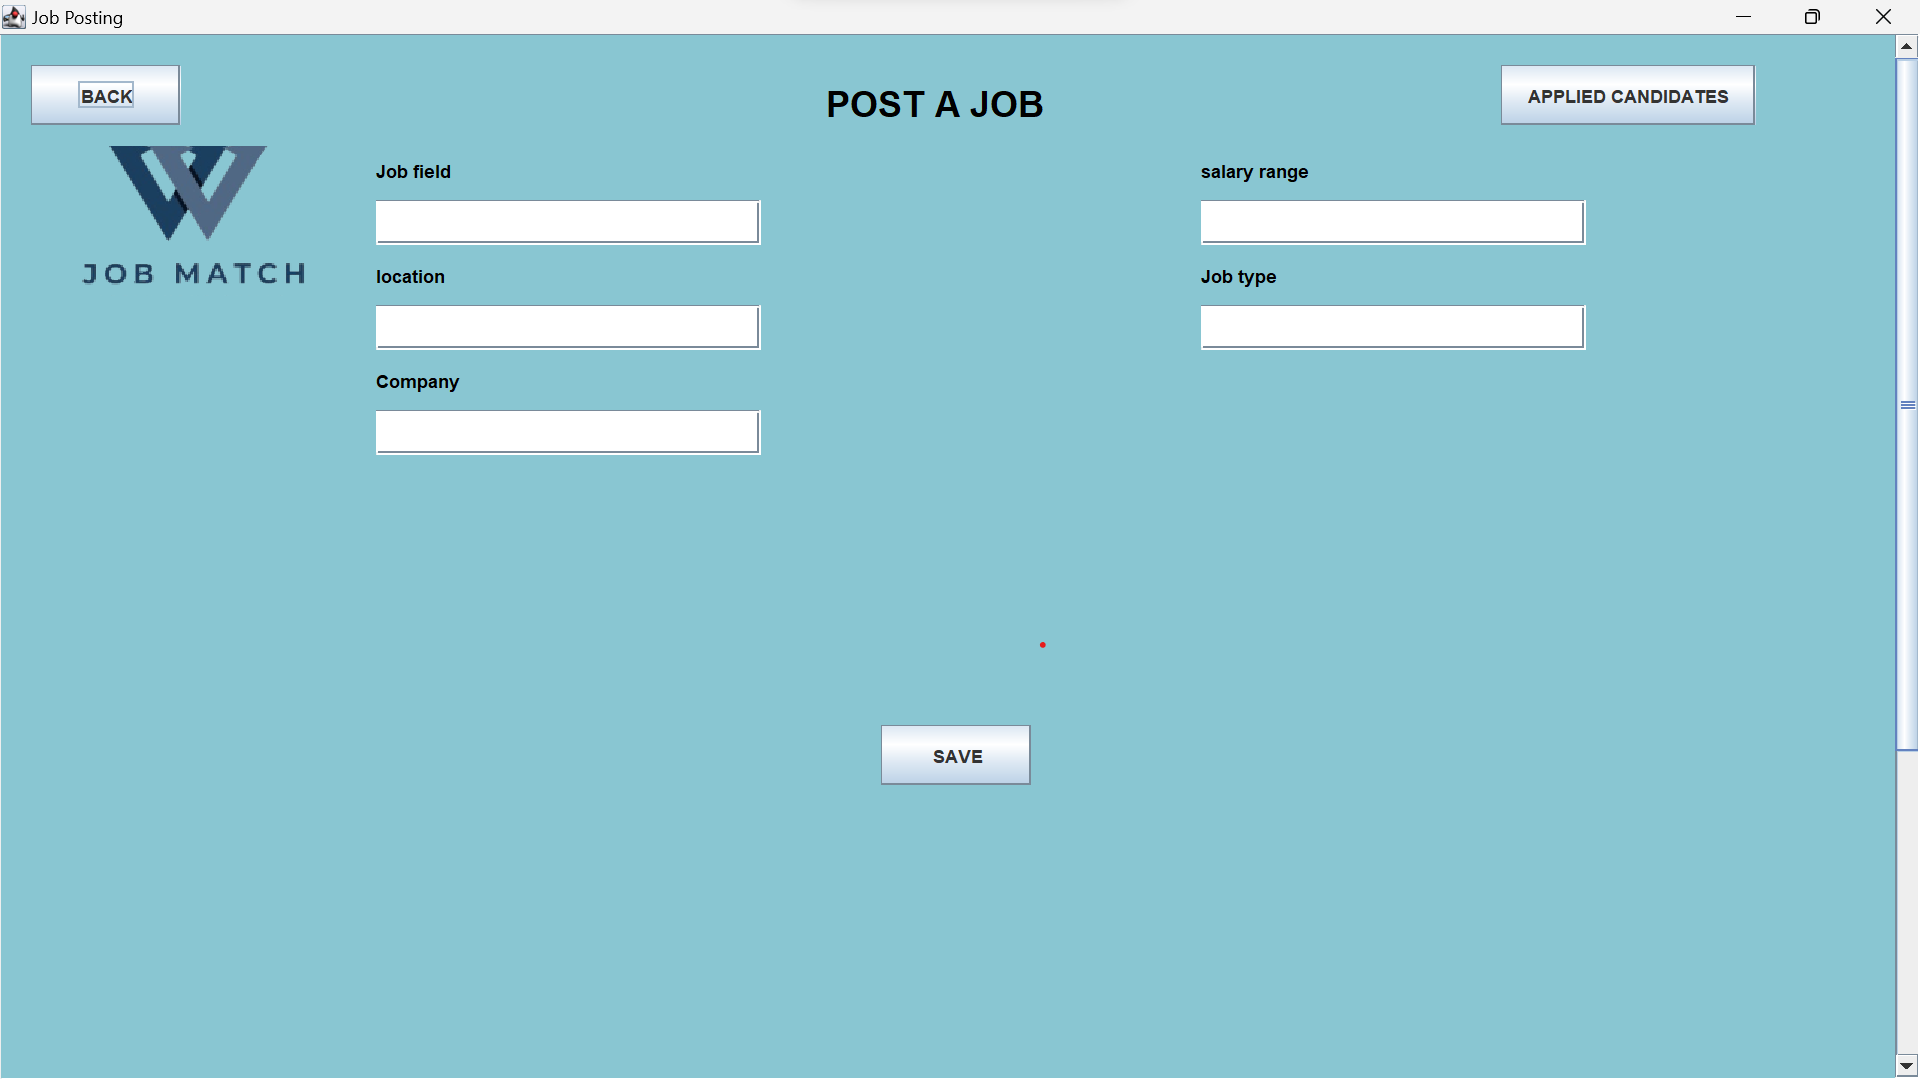 Job Posting
BACK
POST A JOB
APPLIED CANDIDATES
JOB MATCH
Job field
salary range
location
Job type
Company
SAVE